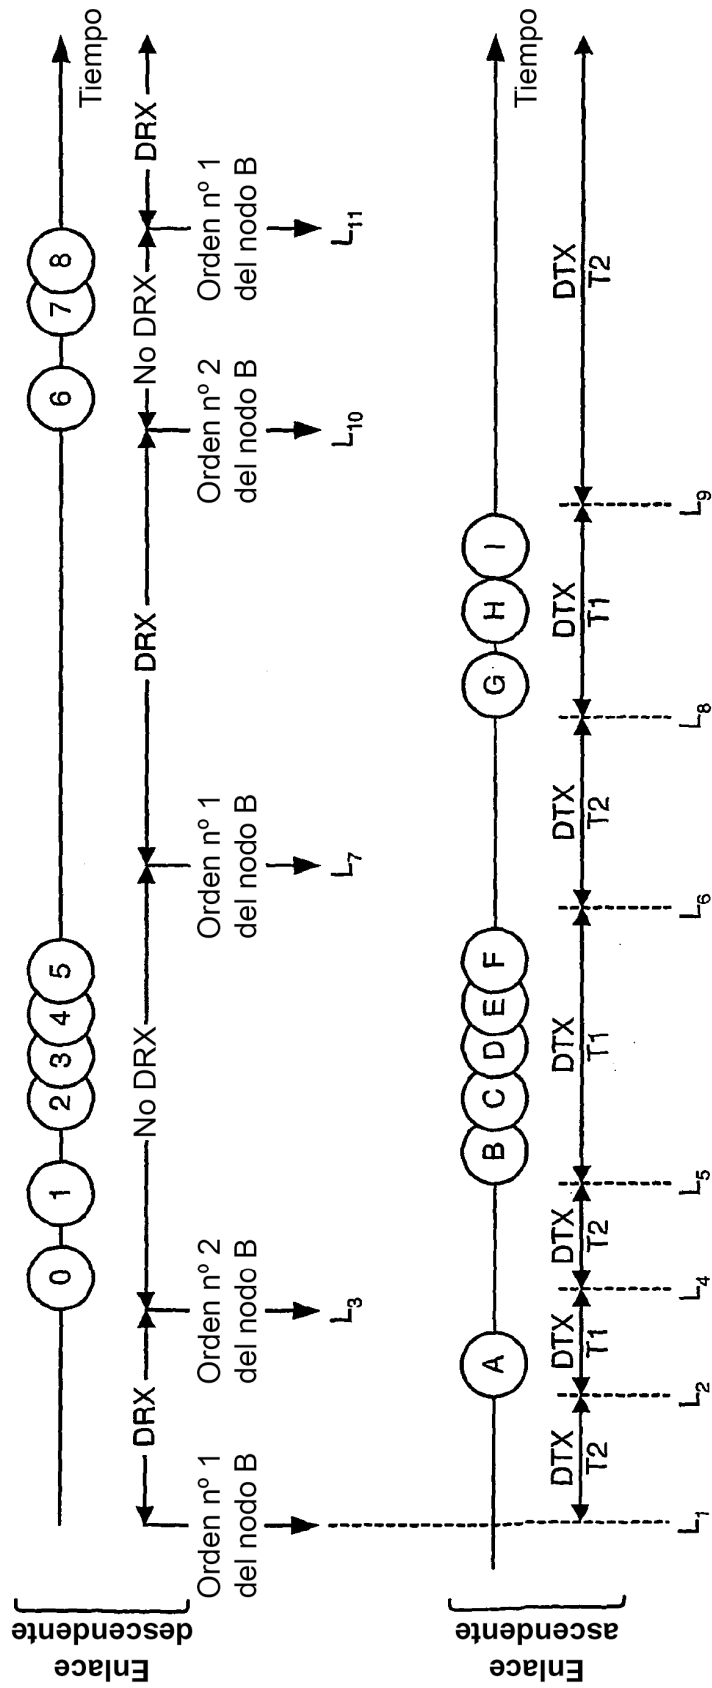 Enlace
descendente
0
1
2
3
4
5
6
7
8
Tiempo
DRX
No DRX
DRX
No DRX
DRX
Orden nº 1
del nodo B
Orden nº 2
del nodo B
L3
Orden nº 1
del nodo B
L7
Orden nº 2
del nodo B
L10
Orden nº 1
del nodo B
L11
Enlace
ascendente
A
B
C
D
E
F
G
H
I
Tiempo
DTX
T2
DTX
T1
DTX
T2
DTX
T1
DTX
T2
DTX
T1
DTX
T2
L1
L2
L4
L5
L6
L8
L9